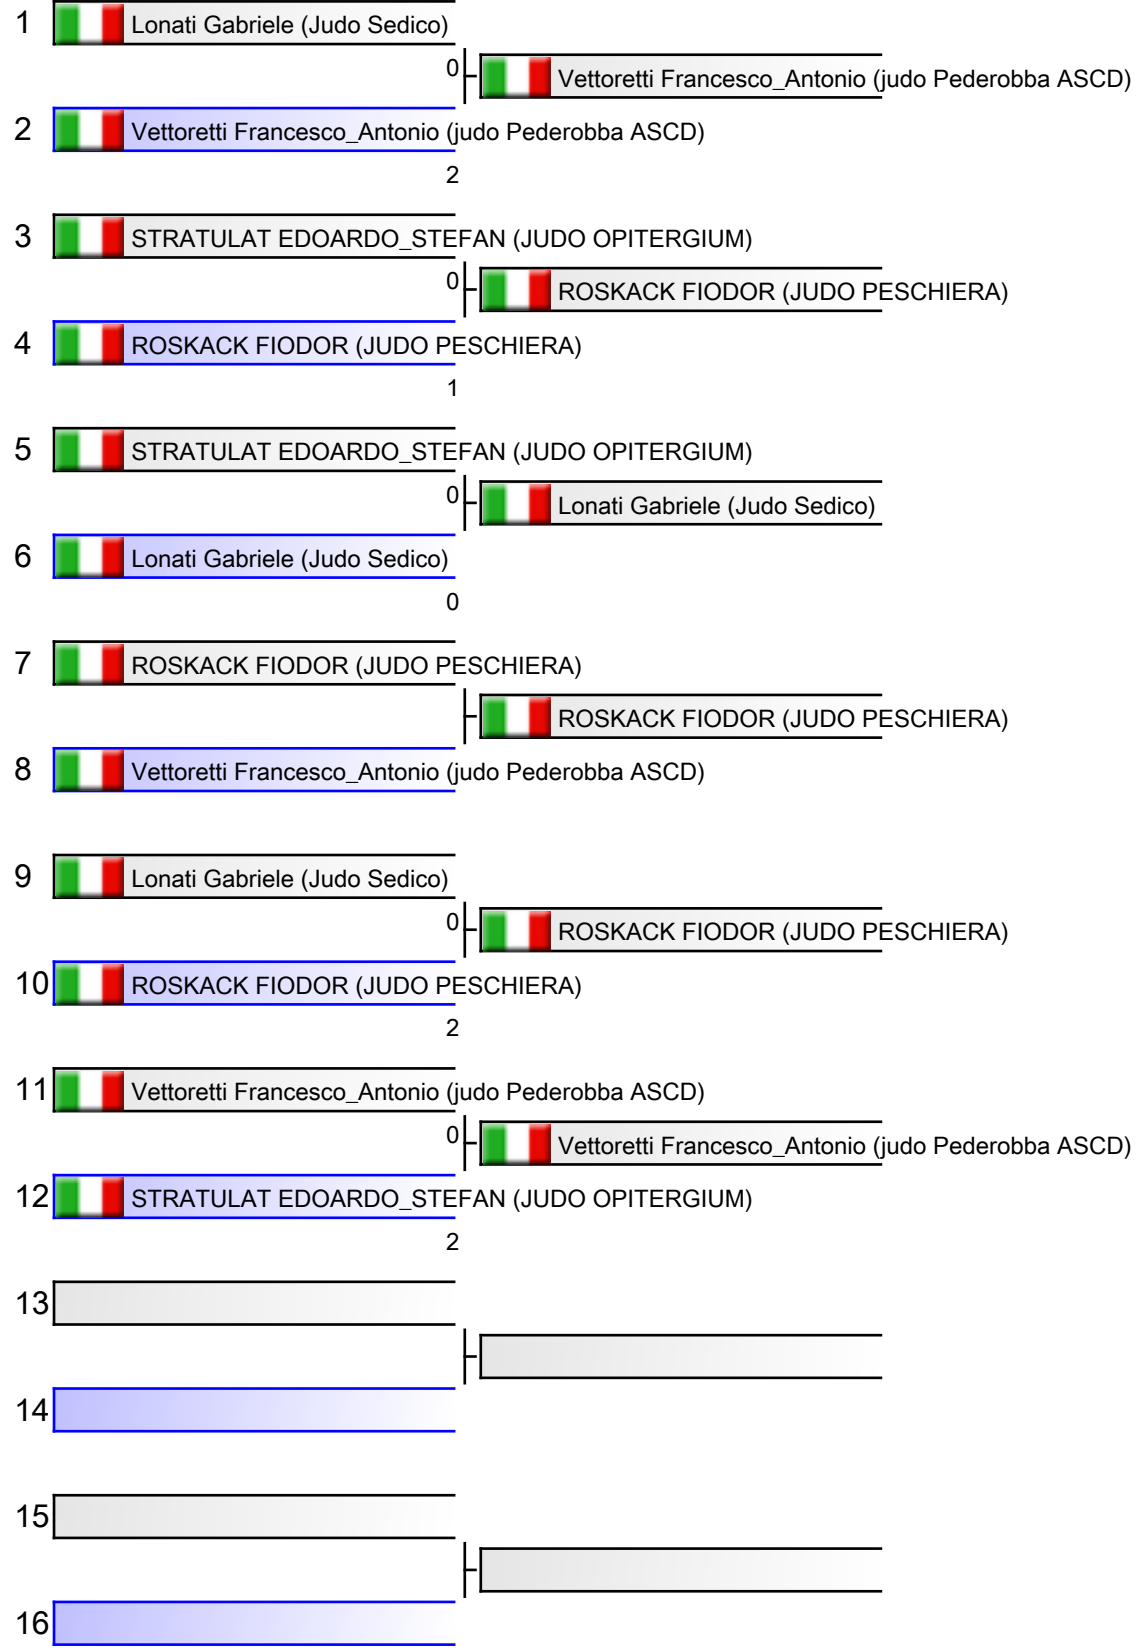 1 Lonati Gabriele (Judo Sedico)
0 Vettoretti Francesco_Antonio (judo Pederobba ASCD)
2 Vettoretti Francesco_Antonio (judo Pederobba ASCD)
2
3 STRATULAT EDOARDO_STEFAN (JUDO OPITERGIUM)
0 ROSKACK FIODOR (JUDO PESCHIERA)
4 ROSKACK FIODOR (JUDO PESCHIERA)
1
5 STRATULAT EDOARDO_STEFAN (JUDO OPITERGIUM)
0 Lonati Gabriele (Judo Sedico)
6 Lonati Gabriele (Judo Sedico)
0
7 ROSKACK FIODOR (JUDO PESCHIERA)
ROSKACK FIODOR (JUDO PESCHIERA)
8 Vettoretti Francesco_Antonio (judo Pederobba ASCD)
9 Lonati Gabriele (Judo Sedico)
0 ROSKACK FIODOR (JUDO PESCHIERA)
10 ROSKACK FIODOR (JUDO PESCHIERA)
2
11 Vettoretti Francesco_Antonio (judo Pederobba ASCD)
0 Vettoretti Francesco_Antonio (judo Pederobba ASCD)
12 STRATULAT EDOARDO_STEFAN (JUDO OPITERGIUM)
2
13
14
15
16